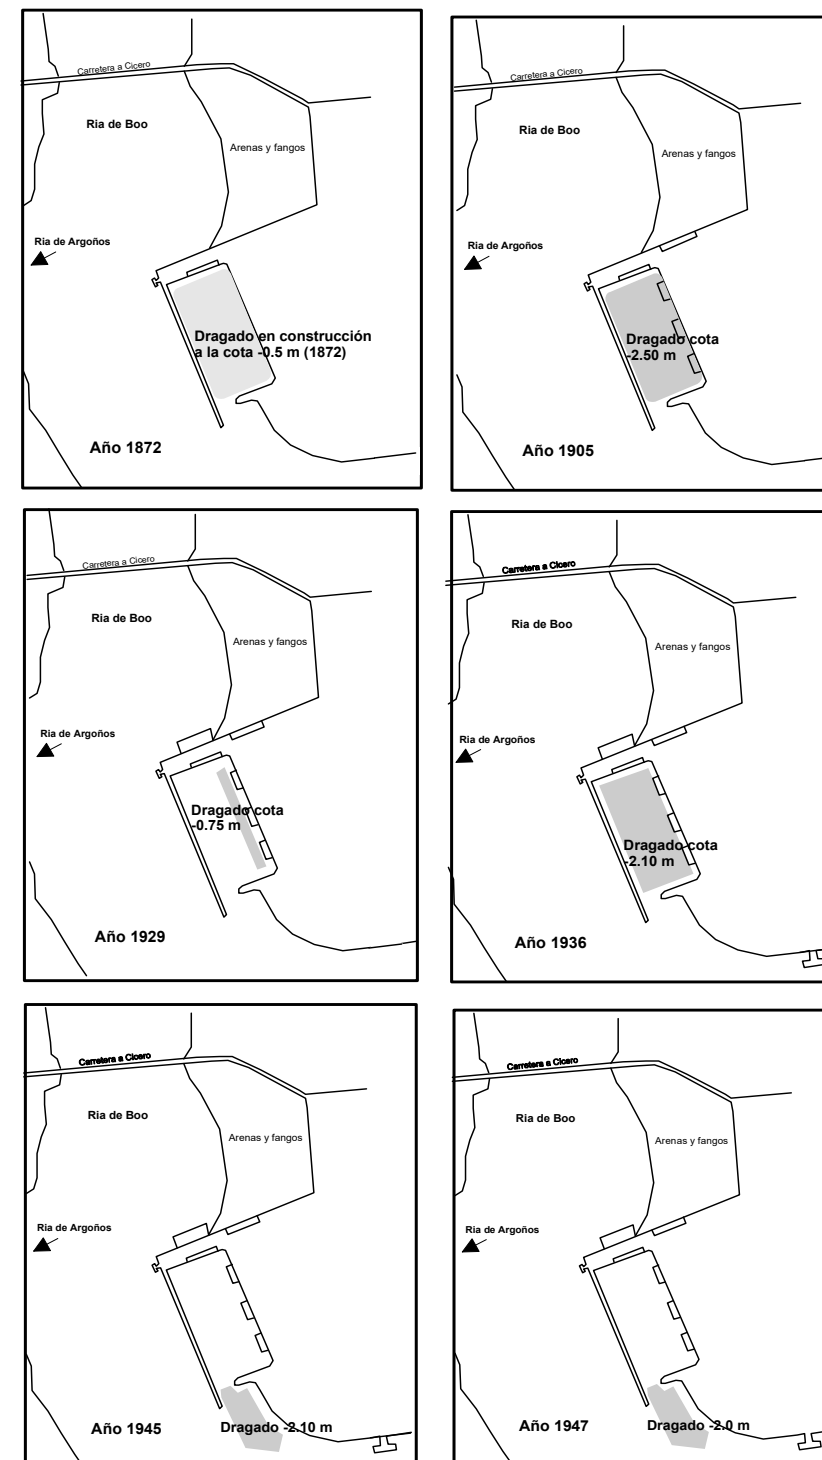 Carretera a Cicero
Ria de Boo
Arenas y fangos
Ria de Argoños
Dragado en construcción
a la cota -0.5 m (1872)
Año 1872
Carretera a Cicero
Ria de Boo
Arenas y fangos
Ria de Argoños
Dragado cota
-2.50 m
Año 1905
Carretera a Cicero
Ria de Boo
Arenas y fangos
Ria de Argoños
Dragado cota
-0.75 m
Año 1929
Carretera a Cicero
Ria de Boo
Arenas y fangos
Ria de Argoños
Dragado cota
-2.10 m
Año 1936
Carretera a Cicero
Ria de Boo
Arenas y fangos
Ria de Argoños
Año 1945
Dragado -2.10 m
Carretera a Cicero
Ria de Boo
Arenas y fangos
Ria de Argoños
Año 1947
Dragado -2.0 m